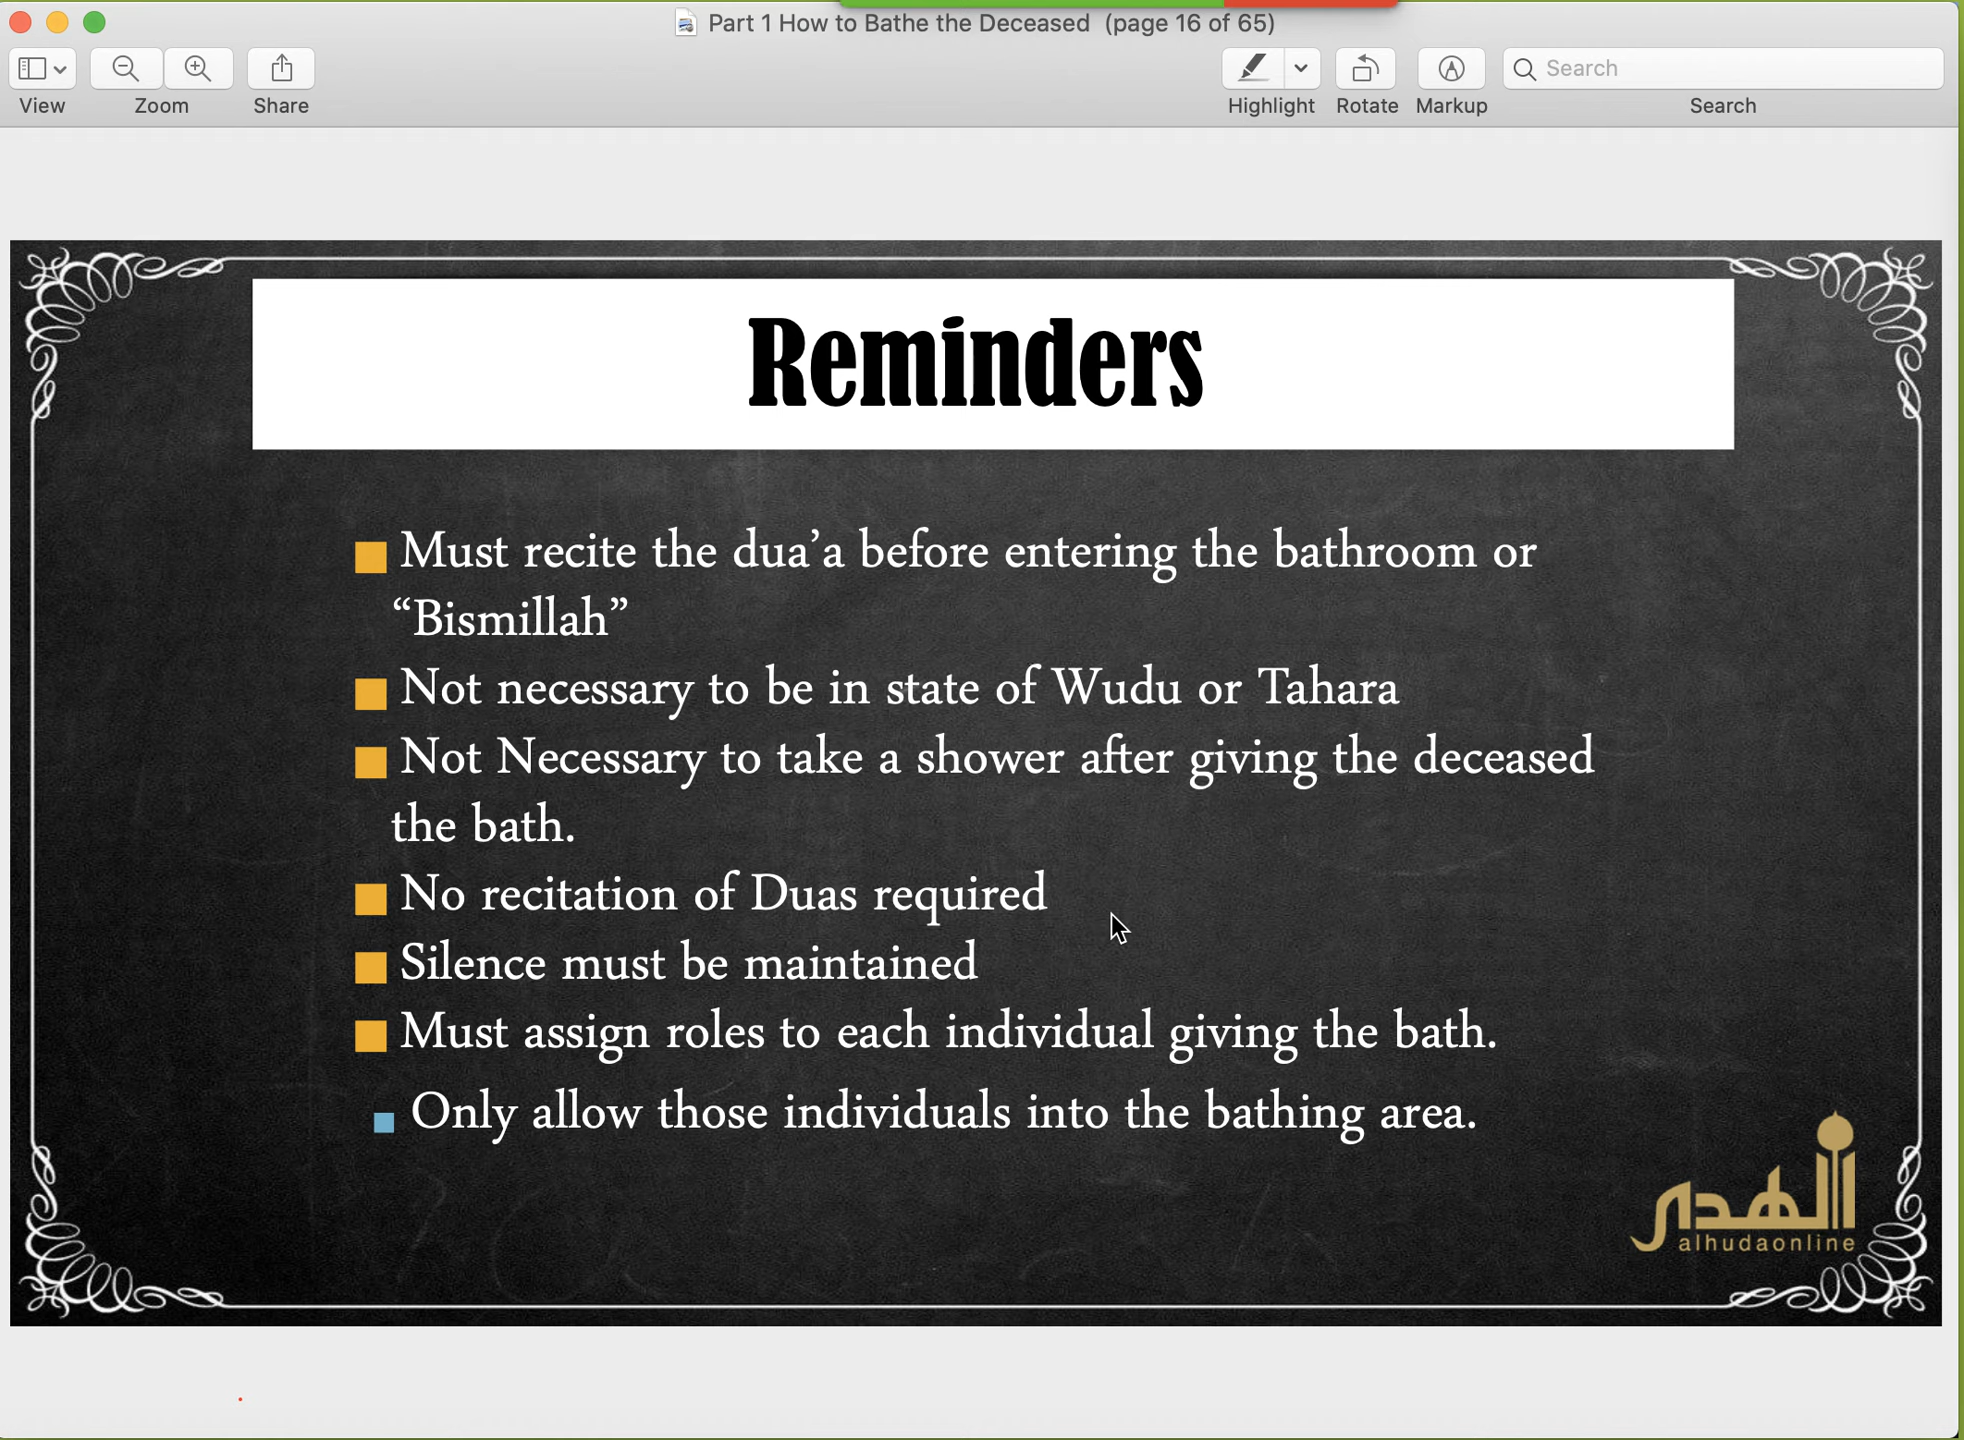 Part 1 How to Bathe the Deceased (page 16 of 65)
View
Zoom
Share
Highlight
Rotate
Markup
Search
Search
Reminders
Must recite the dua’a before entering the bathroom or
“Bismillah”
Not necessary to be in state of Wudu or Tahara
Not Necessary to take a shower after giving the deceased
the bath.
No recitation of Duas required
Silence must be maintained
Must assign roles to each individual giving the bath.
Only allow those individuals into the bathing area.
الهدى
alhudaonline